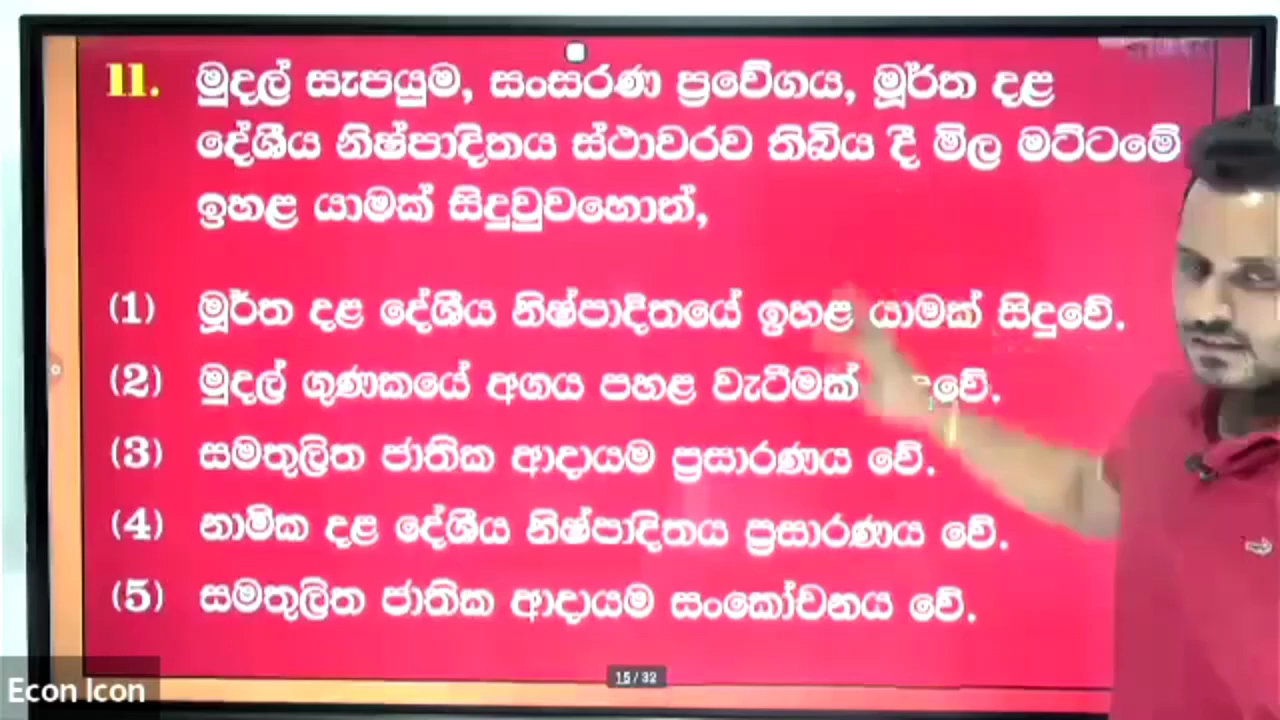 11. මුදල් සැපයුම, සංසරණ ප්‍රවේගය, මූර්ත දළ
දේශීය නිෂ්පාදිතය ස්ථාවරව තිබිය දී මිල මට්ටමේ
ඉහළ යාමක් සිදුවුවහොත්,
(1) මූර්ත දළ දේශීය නිෂ්පාදිතයේ ඉහළ යාමක් සිදුවේ.
(2) මුදල් ගුණකයේ අගය පහළ වැටීමක්
(3) සමතුලිත ජාතික ආදායම ප්‍රසාරණය වේ.
(4) නාමික දළ දේශීය නිෂ්පාදිතය ප්‍රසාරණය වේ.
(5) සමතුලිත ජාතික ආදායම සංකෝචනය වේ.
15 / 32
Econ Icon